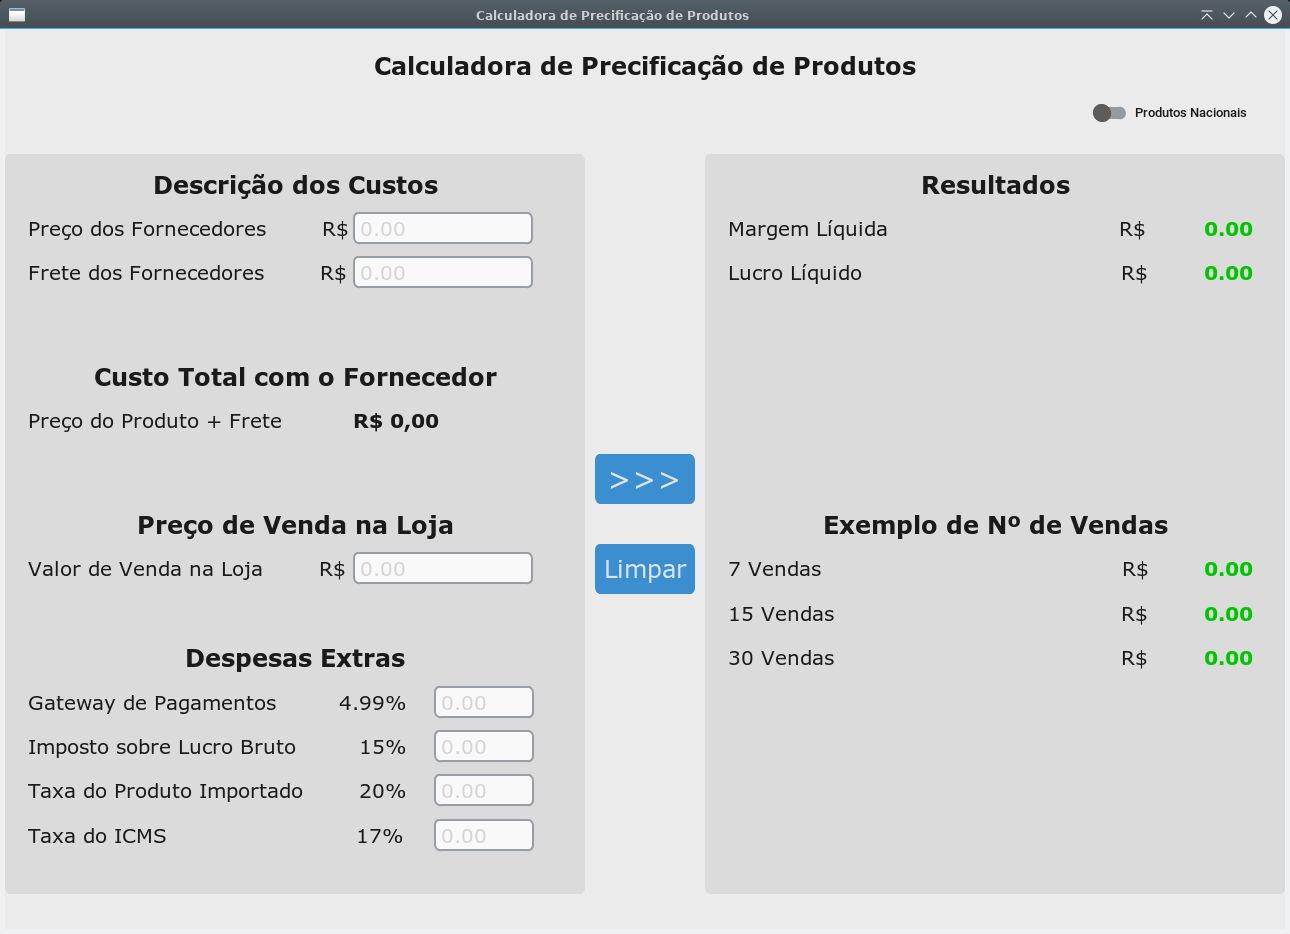 Calculadora de Precificação de Produtos
Calculadora de Precificação de Produtos
Produtos Nacionais
Descrição dos Custos
Preço dos Fornecedores R$ 0.00
Frete dos Fornecedores R$ 0.00
Custo Total com o Fornecedor
Preço do Produto + Frete R$ 0,00
Preço de Venda na Loja
Valor de Venda na Loja R$ 0.00
Despesas Extras
Gateway de Pagamentos 4.99% 0.00
Imposto sobre Lucro Bruto 15% 0.00
Taxa do Produto Importado 20% 0.00
Taxa do ICMS 17% 0.00
>>>
Limpar
Resultados
Margem Líquida R$ 0.00
Lucro Líquido R$ 0.00
Exemplo de Nº de Vendas
7 Vendas R$ 0.00
15 Vendas R$ 0.00
30 Vendas R$ 0.00